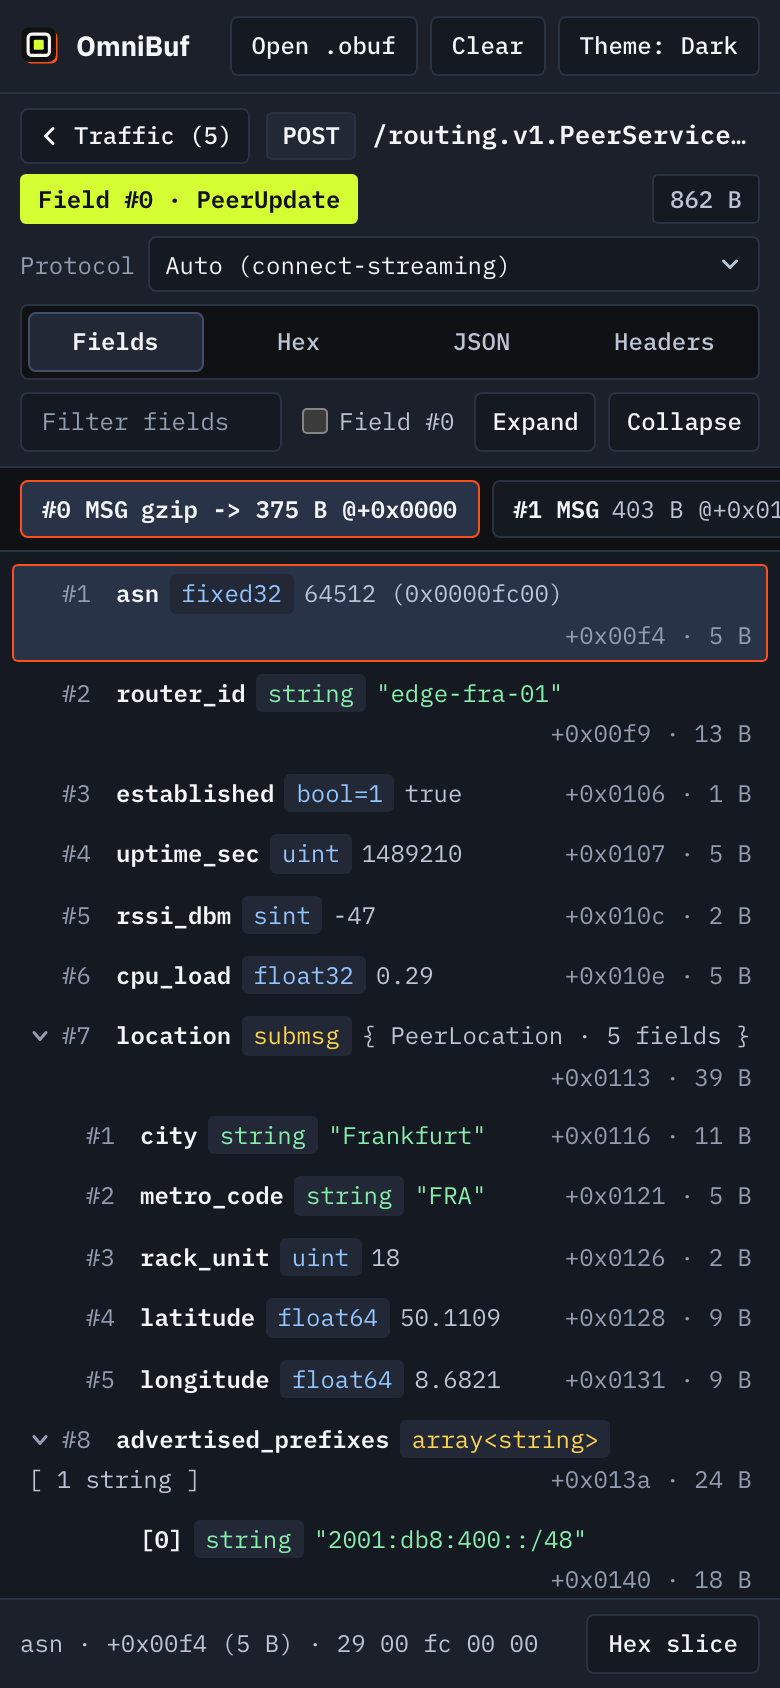 OmniBuf Open .obuf Clear Theme: Dark
Traffic (5) POST /routing.v1.PeerService…
Field #0 · PeerUpdate 862 B
Protocol Auto (connect-streaming)
Fields Hex JSON Headers
Filter fields Field #0 Expand Collapse
#0 MSG gzip -> 375 B @+0x0000 #1 MSG 403 B @+0x01
#1 asn fixed32 64512 (0x0000fc00)
+0x00f4 · 5 B
#2 router_id string "edge-fra-01"
+0x00f9 · 13 B
#3 established bool=1 true +0x0106 · 1 B
#4 uptime_sec uint 1489210 +0x0107 · 5 B
#5 rssi_dbm sint -47 +0x010c · 2 B
#6 cpu_load float32 0.29 +0x010e · 5 B
#7 location submsg { PeerLocation · 5 fields }
+0x0113 · 39 B
#1 city string "Frankfurt" +0x0116 · 11 B
#2 metro_code string "FRA" +0x0121 · 5 B
#3 rack_unit uint 18 +0x0126 · 2 B
#4 latitude float64 50.1109 +0x0128 · 9 B
#5 longitude float64 8.6821 +0x0131 · 9 B
#8 advertised_prefixes array<string>
[ 1 string ] +0x013a · 24 B
[0] string "2001:db8:400::/48"
+0x0140 · 18 B
asn · +0x00f4 (5 B) · 29 00 fc 00 00 Hex slice